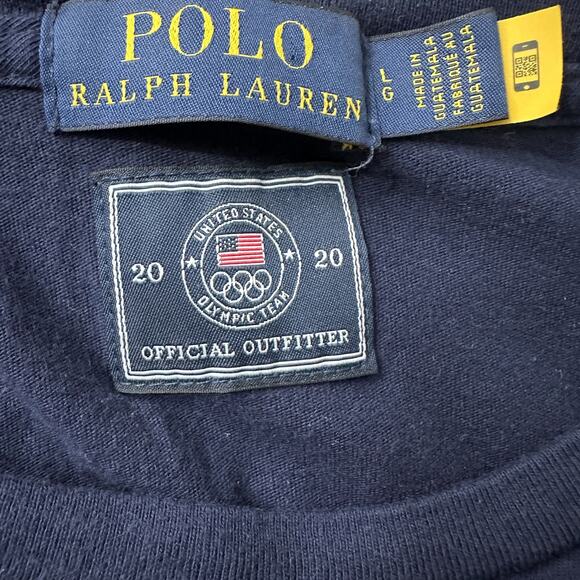 POLO
RALPH LAUREN
L
G
MADE IN
GUATEMALA
FABRIQUÉ AU
GUATEMALA
UNITED STATES
20 20
OLYMPIC TEAM
OFFICIAL OUTFITTER